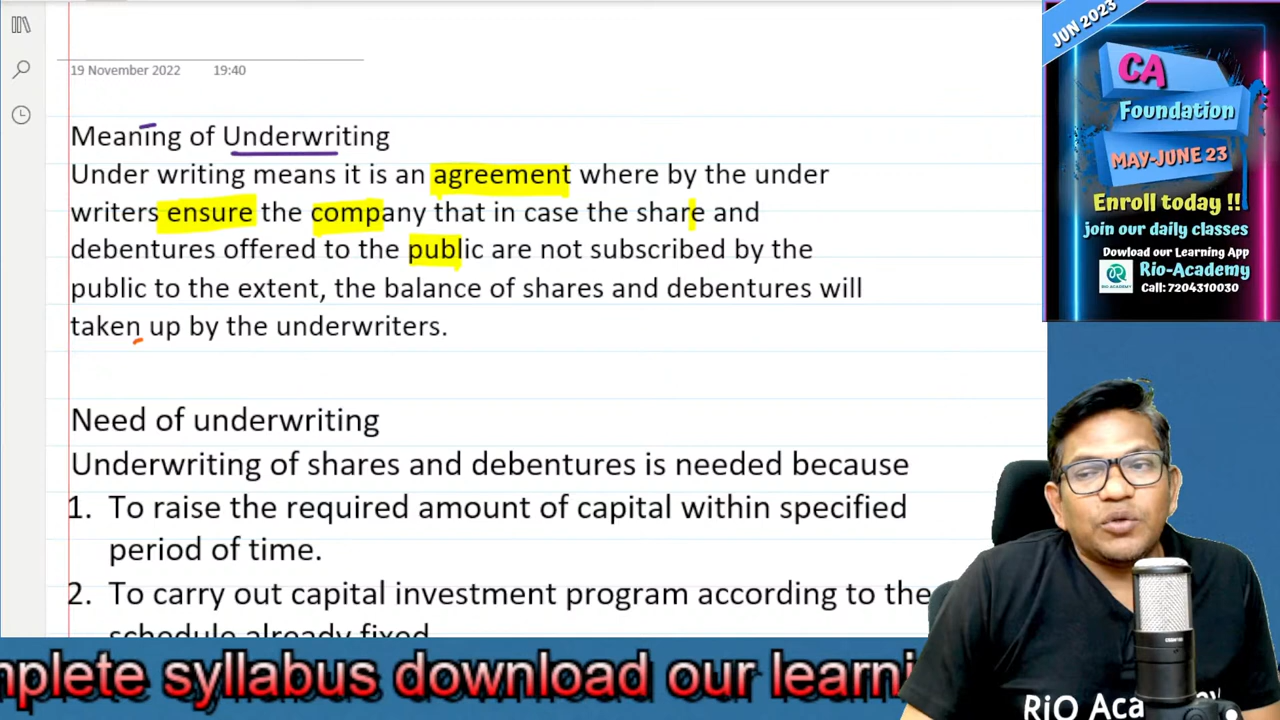 19 November 2022 19:40
Meaning of Underwriting
Under writing means it is an agreement where by the under
writers ensure the company that in case the share and
debentures offered to the public are not subscribed by the
public to the extent, the balance of shares and debentures will
taken up by the underwriters.
Need of underwriting
Underwriting of shares and debentures is needed because
1. To raise the required amount of capital within specified
period of time.
2. To carry out capital investment program according to the
schedule already fixed
JUN 2023
CA
Foundation
MAY-JUNE 23
Enroll today !!
join our daily classes
Dowload our Learning App
RIO ACADEMY
Rio-Academy
Call: 7204310030
mplete syllabus download our learni
RiO Aca